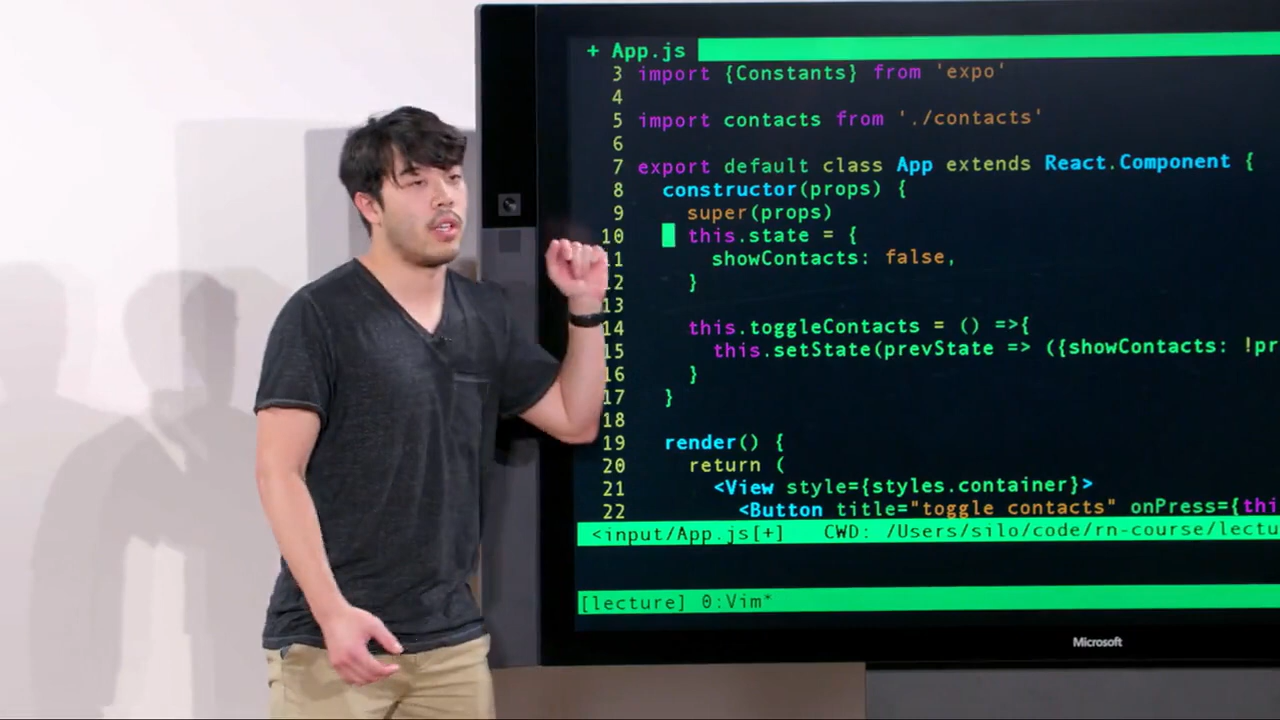 + App.js
3 import {Constants} from 'expo'
4
5 import contacts from './contacts'
6
7 export default class App extends React.Component {
8 constructor(props) {
9 super(props)
10 this.state = {
11 showContacts: false,
12 }
13
14 this.toggleContacts = () =>{
15 this.setState(prevState => ({showContacts: !pr
16 }
17 }
18
19 render() {
20 return (
21 <View style={styles.container}>
22 <Button title="toggle contacts" onPress={thi
<input/App.js[+] CWD: /Users/silo/code/rn-course/lectu
[lecture] 0:Vim*
Microsoft